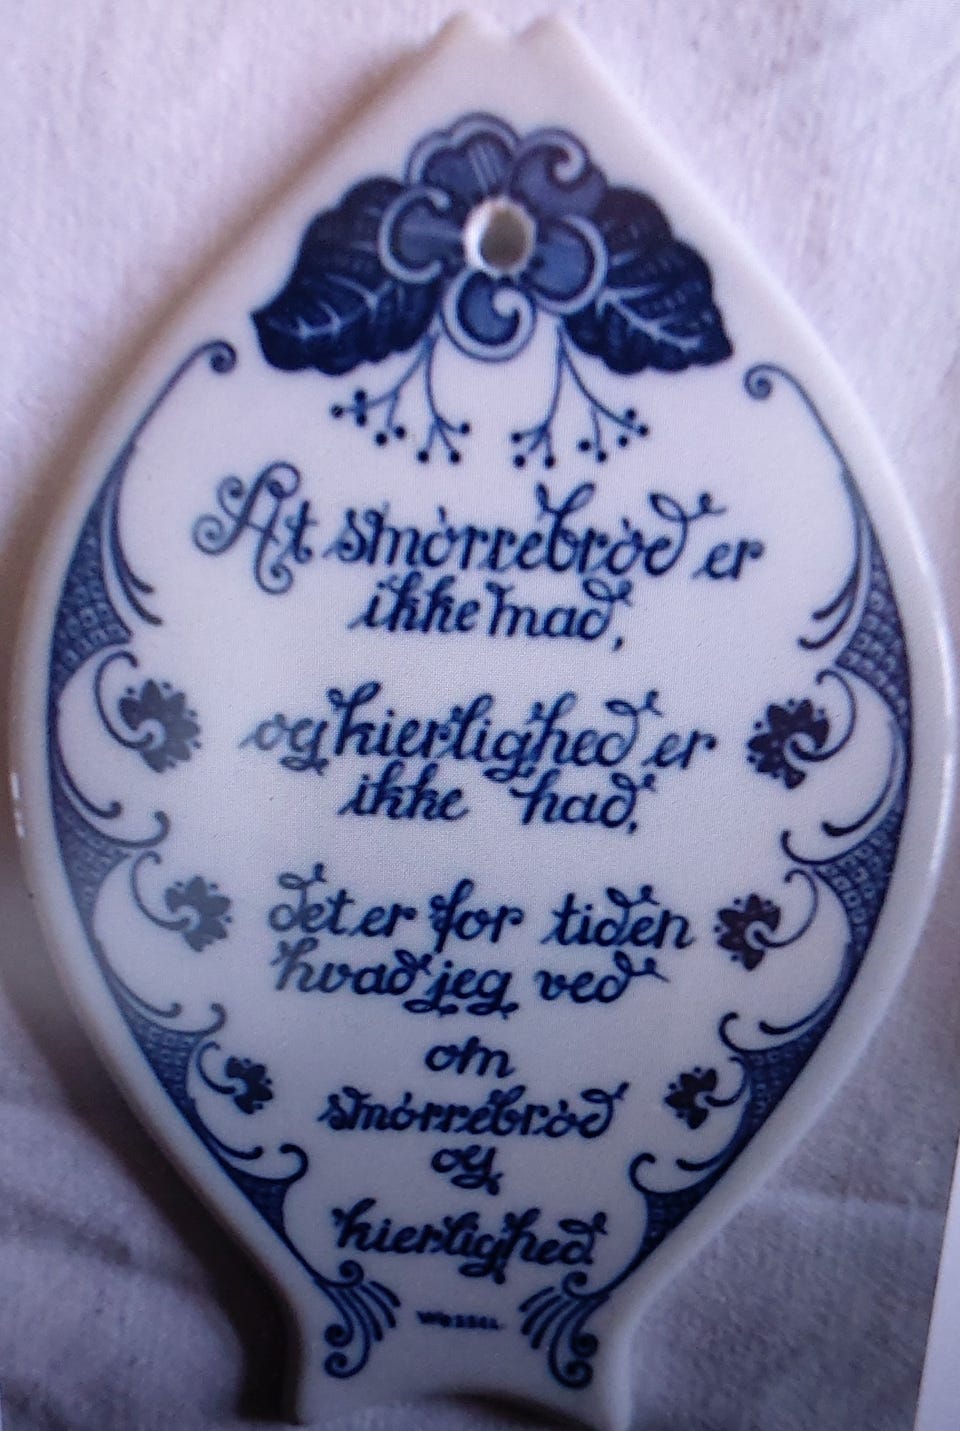 At smørrebrød er
ikke mad,
og kierlighed er
ikke had,
det er for tiden
hvad jeg ved
om
smørrebrød
og
kierlighed.
WESSEL